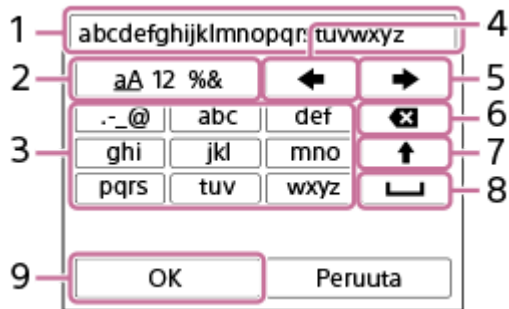 1 abcdefghijklmnopqrstuvwxyz 4
2 aA 12 %& 5
.-_@ abc def 6
3 ghi jkl mno 7
pqrs tuv wxyz 8
9 OK Peruuta